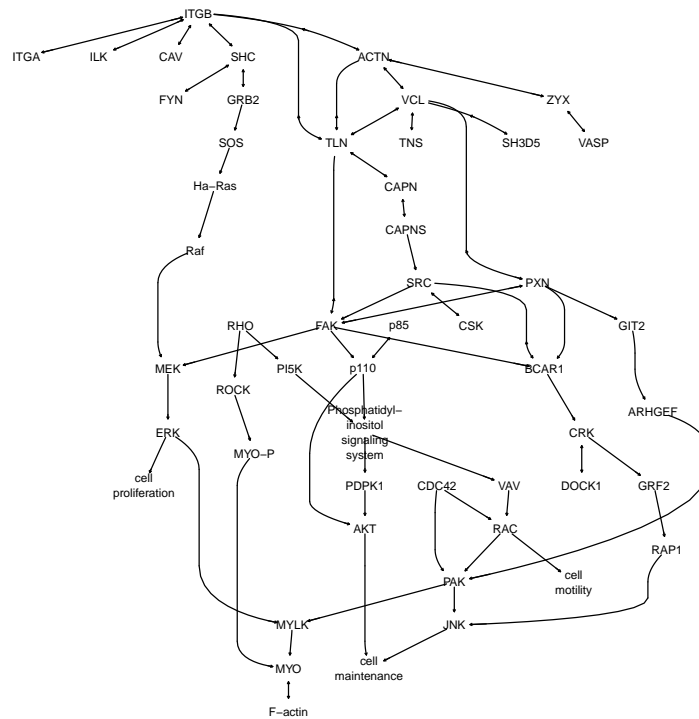 ITGB
ITGA
ILK
CAV
SHC
ACTN
FYN
GRB2
VCL
ZYX
SOS
TLN
TNS
SH3D5
VASP
Ha−Ras
CAPN
CAPNS
Raf
SRC
PXN
RHO
FAK
p85
CSK
GIT2
MEK
PI5K
p110
BCAR1
ROCK
ARHGEF
Phosphatidyl−
inositol
signaling
system
ERK
CRK
MYO−P
cell
proliferation
PDPK1
CDC42
VAV
DOCK1
GRF2
AKT
RAC
RAP1
PAK
cell
motility
MYLK
JNK
MYO
cell
maintenance
F−actin